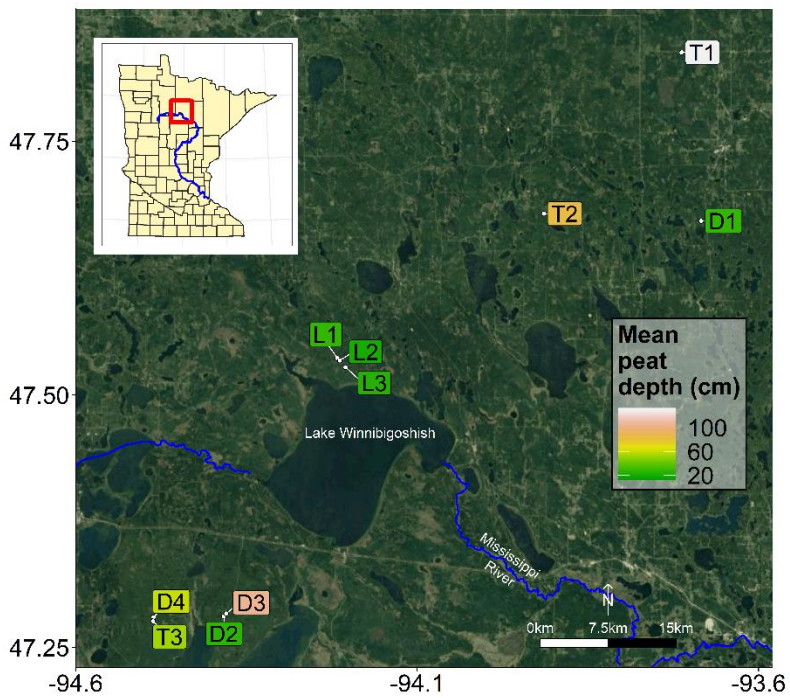 T1
47.75
T2
D1
L1
L2
L3
Mean
peat
depth (cm)
100
60
20
47.50
Lake Winnibigoshish
Mississippi
River
N
D4
D3
T3
D2
0km
7.5km
15km
47.25
-94.6
-94.1
-93.6